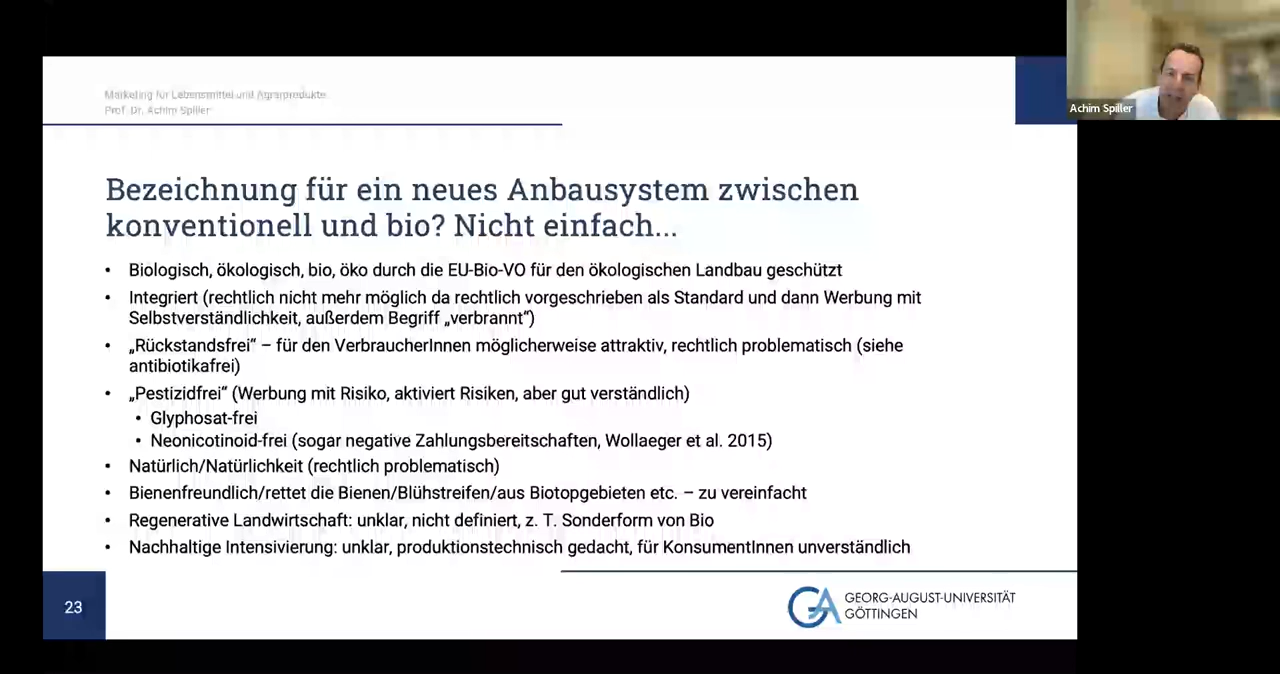 Marketing für Lebensmittel und Agrarprodukte
Prof. Dr. Achim Spiller
Achim Spiller
Bezeichnung für ein neues Anbausystem zwischen
konventionell und bio? Nicht einfach...
• Biologisch, ökologisch, bio, öko durch die EU-Bio-VO für den ökologischen Landbau geschützt
• Integriert (rechtlich nicht mehr möglich da rechtlich vorgeschrieben als Standard und dann Werbung mit
Selbstverständlichkeit, außerdem Begriff „verbrannt“)
• „Rückstandsfrei“ – für den VerbraucherInnen möglicherweise attraktiv, rechtlich problematisch (siehe
antibiotikafrei)
• „Pestizidfrei“ (Werbung mit Risiko, aktiviert Risiken, aber gut verständlich)
• Glyphosat-frei
• Neonicotinoid-frei (sogar negative Zahlungsbereitschaften, Wollaeger et al. 2015)
• Natürlich/Natürlichkeit (rechtlich problematisch)
• Bienenfreundlich/rettet die Bienen/Blühstreifen/aus Biotopgebieten etc. – zu vereinfacht
• Regenerative Landwirtschaft: unklar, nicht definiert, z. T. Sonderform von Bio
• Nachhaltige Intensivierung: unklar, produktionstechnisch gedacht, für KonsumentInnen unverständlich
23
GEORG-AUGUST-UNIVERSITÄT
GÖTTINGEN